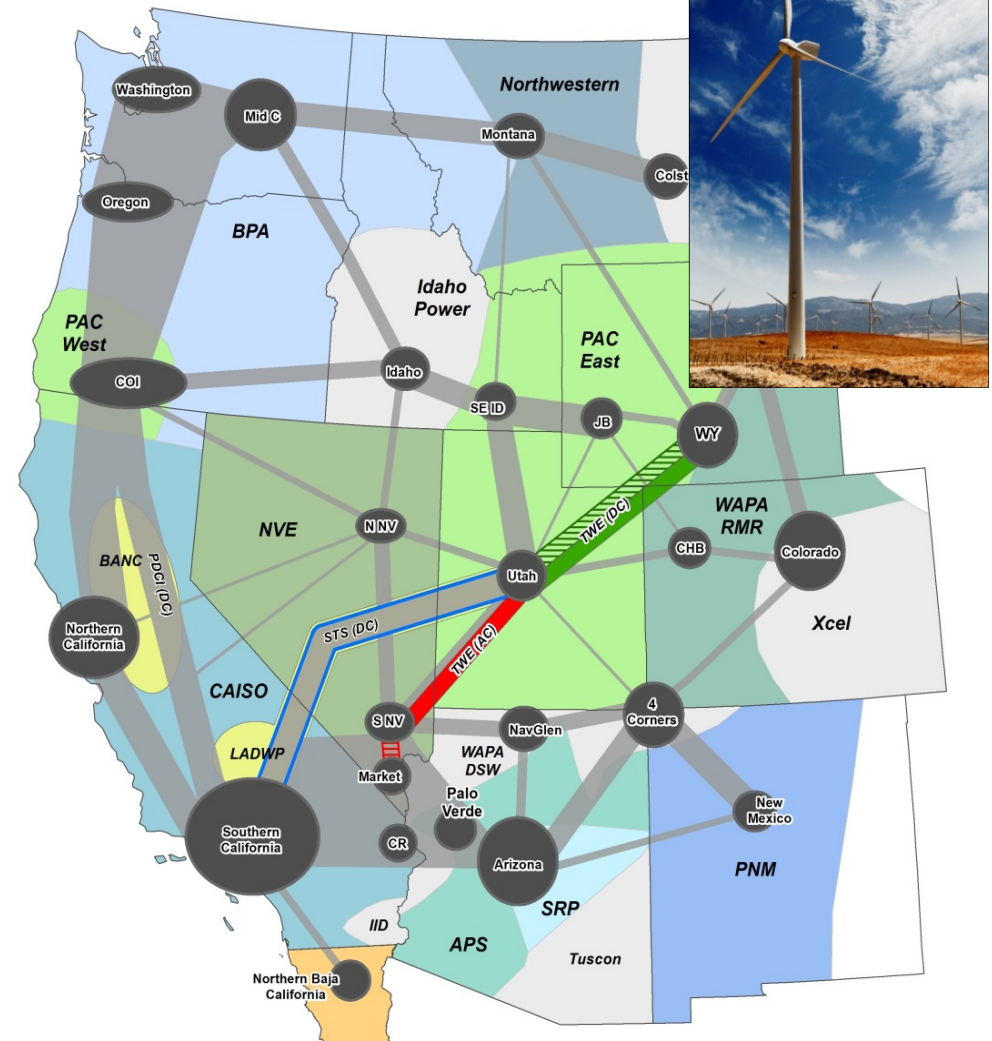 Washington
Mid C
Northwestern
Montana
Colst
Oregon
BPA
Idaho
Power
PAC
West
PAC
East
COI
Idaho
SE ID
JB
WY
TWE (DC)
WAPA
RMR
NVE
N NV
CHB
Colorado
BANC
PDCI (DC)
Utah
Northern
California
STS (DC)
TWE (AC)
Xcel
CAISO
4
Corners
S NV
NavGlen
LADWP
WAPA
DSW
Market
Palo
Verde
New
Mexico
Southern
California
CR
Arizona
PNM
SRP
IID
APS
Tuscon
Northern Baja
California